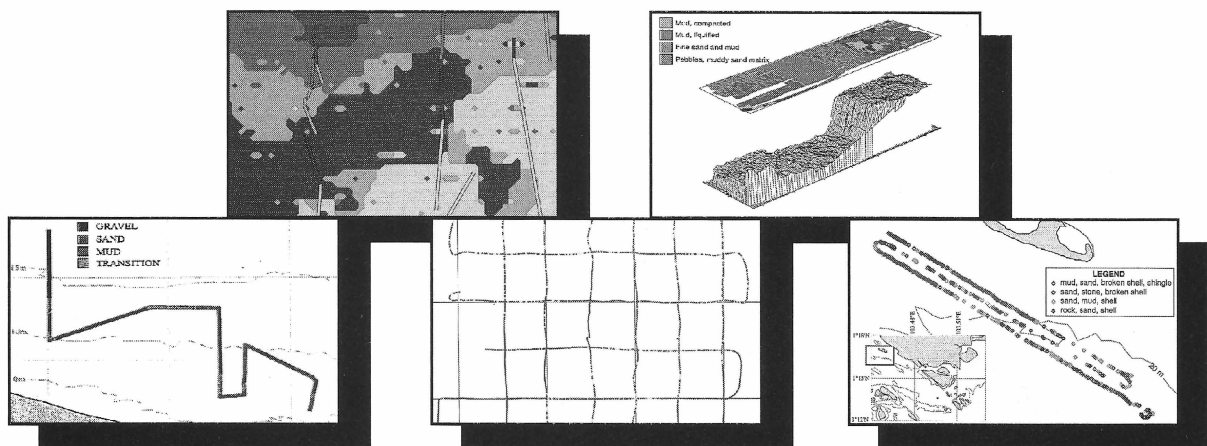 Mud, compacted
Mud, liquified
Fine sand and mud
Pebbles, muddy sand matrix
GRAVEL
SAND
MUD
TRANSITION
LEGEND
mud, sand, broken shell, shingle
sand, stone, broken shell
sand, mud, shell
rock, sand, shell
20 m